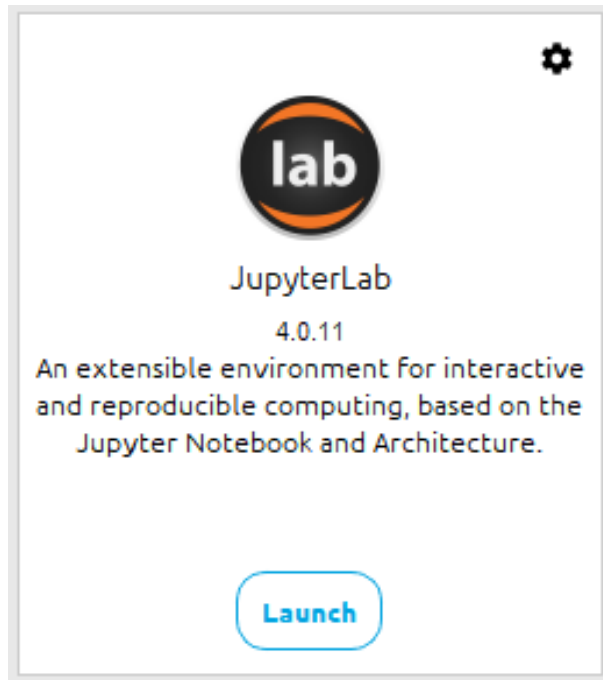 lab
JupyterLab
4.0.11
An extensible environment for interactive
and reproducible computing, based on the
Jupyter Notebook and Architecture.
Launch